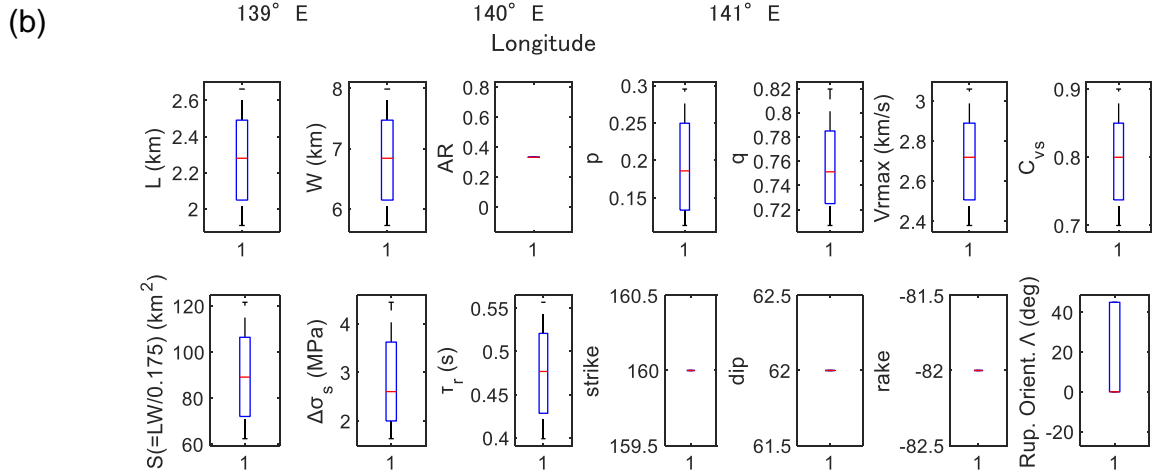 (b)
139° E 140° E 141° E
Longitude
L (km) 2.6 2.4 2.2 2 1
W (km) 8 7 6 1
AR 0.8 0.6 0.4 0.2 0 1
p 0.3 0.25 0.2 0.15 1
q 0.82 0.8 0.78 0.76 0.74 0.72 1
Vrmax (km/s) 3 2.8 2.6 2.4 1
C_vs 0.9 0.8 0.7 1
S(=LW/0.175) (km²) 120 100 80 60 1
Δσ_s (MPa) 4 3 2 1
τ_r (s) 0.55 0.5 0.45 0.4 1
strike 160.5 160 159.5 1
dip 62.5 62 61.5 1
rake -81.5 -82 -82.5 1
Rup. Orient. Λ (deg) 40 20 0 -20 1